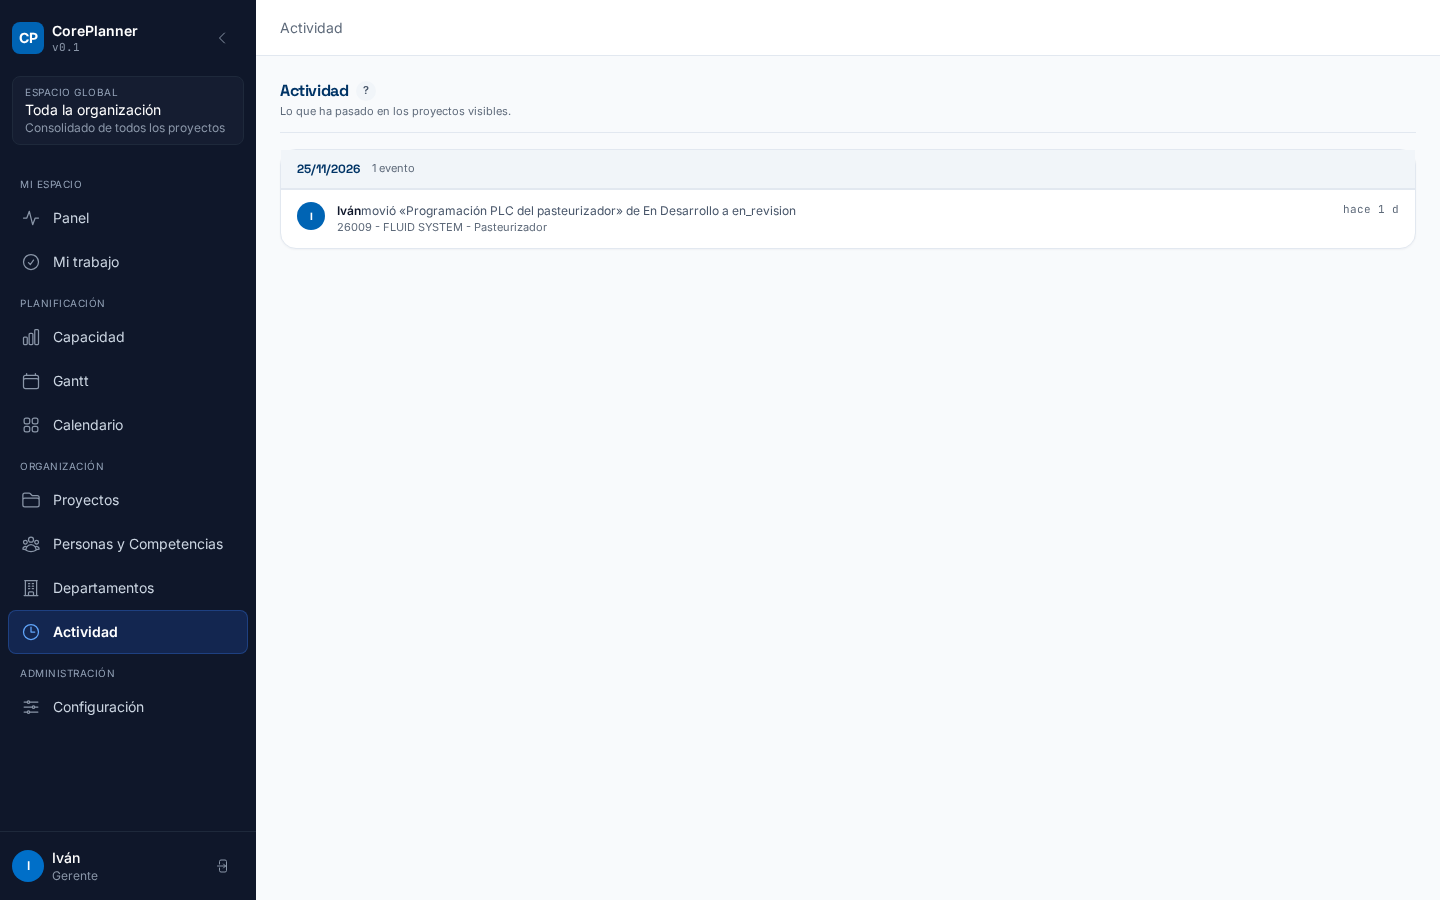 CP
CorePlanner
v0.1
ESPACIO GLOBAL
Toda la organización
Consolidado de todos los proyectos
MI ESPACIO
Panel
Mi trabajo
PLANIFICACIÓN
Capacidad
Gantt
Calendario
ORGANIZACIÓN
Proyectos
Personas y Competencias
Departamentos
Actividad
ADMINISTRACIÓN
Configuración
I
Iván
Gerente
Actividad
Actividad ?
Lo que ha pasado en los proyectos visibles.
25/11/2026 1 evento
I
Ivánmovió «Programación PLC del pasteurizador» de En Desarrollo a en_revision
hace 1 d
26009 - FLUID SYSTEM - Pasteurizador